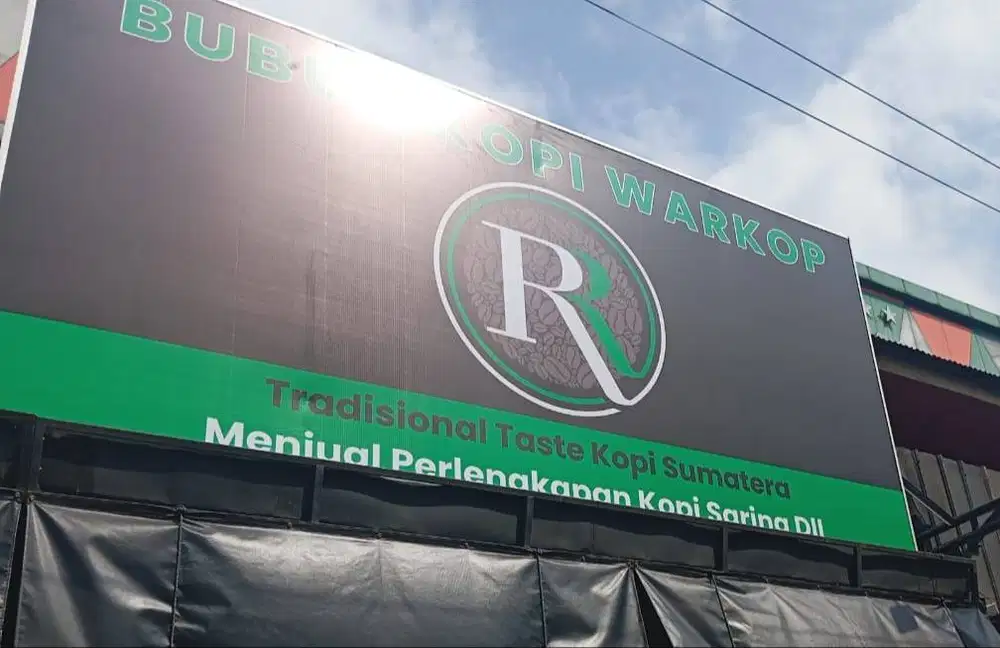 KOPI WARKOP
R
Tradisional Taste Kopi Sumatera
Menjual Perlengkapan Kopi Saring Dll